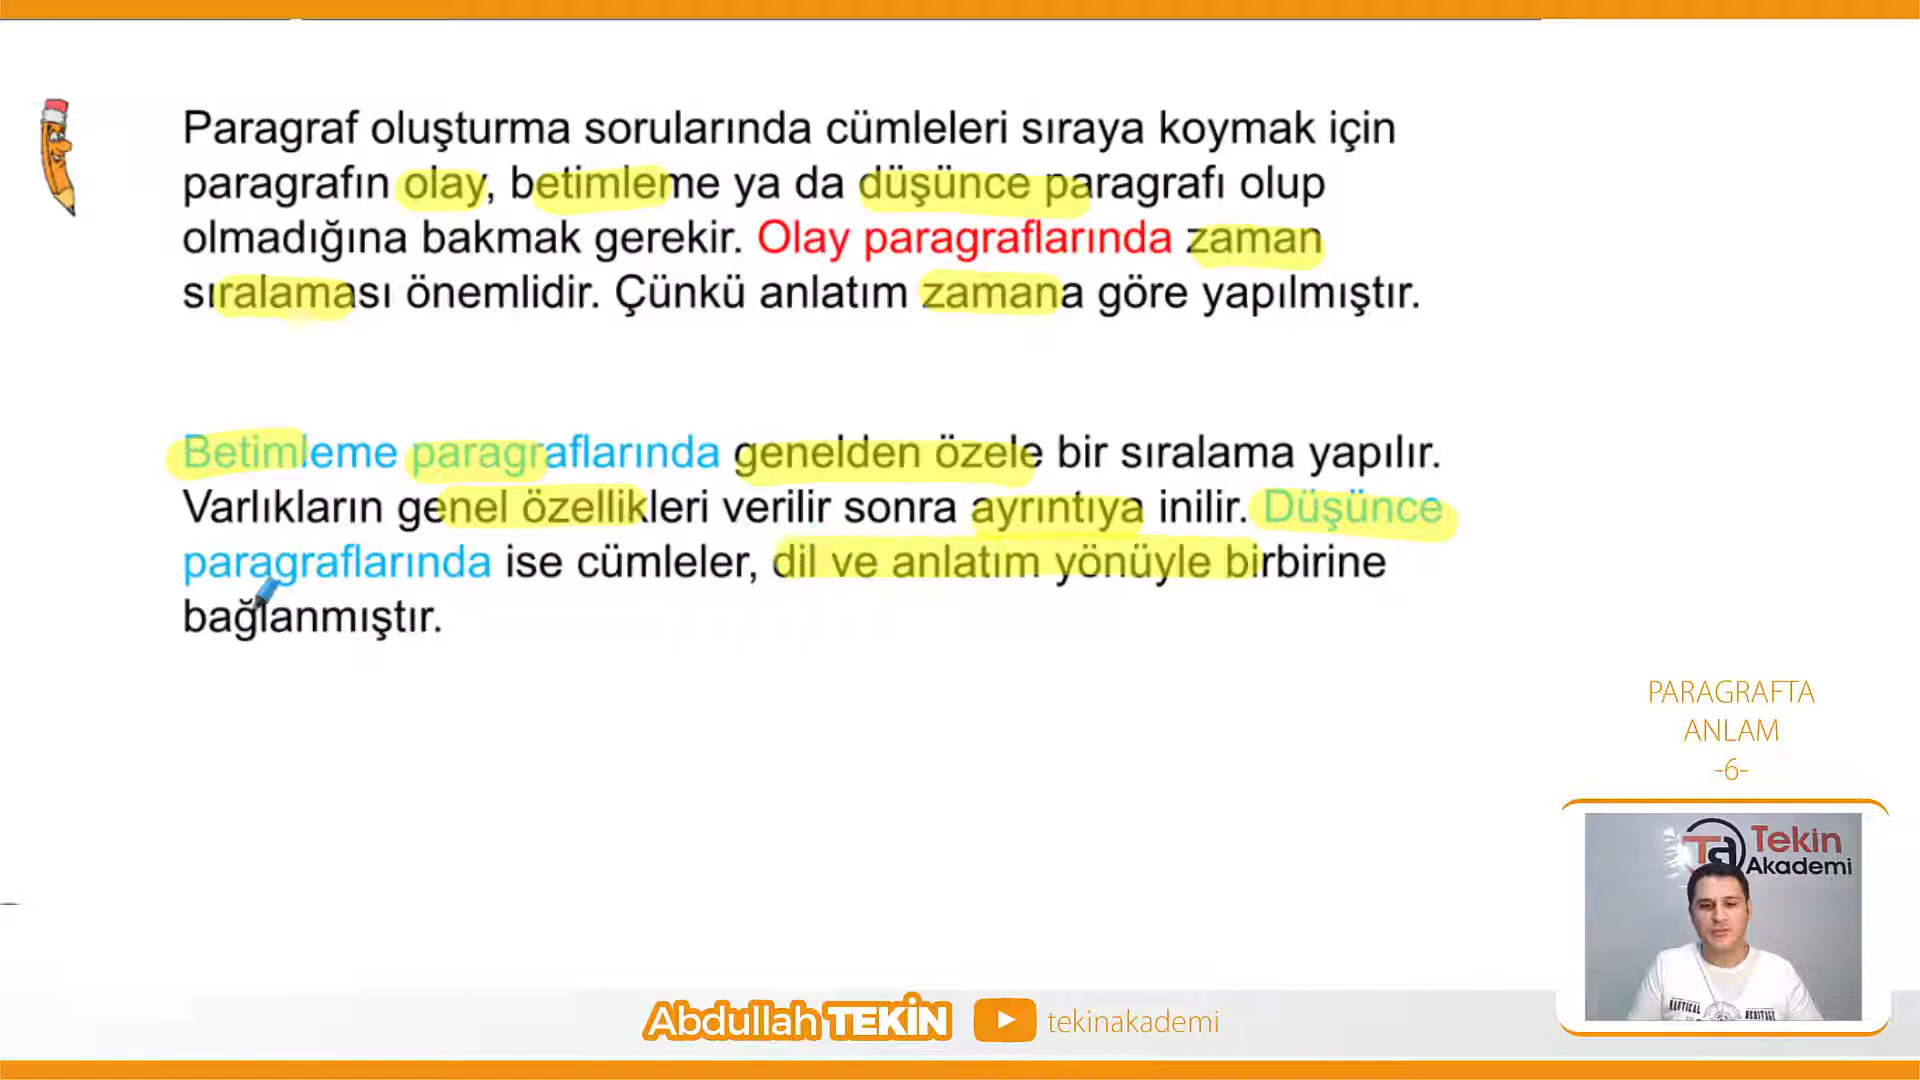 Paragraf oluşturma sorularında cümleleri sıraya koymak için
paragrafın olay, betimleme ya da düşünce paragrafı olup
olmadığına bakmak gerekir. Olay paragraflarında zaman
sıralaması önemlidir. Çünkü anlatım zamana göre yapılmıştır.
Betimleme paragraflarında genelden özele bir sıralama yapılır.
Varlıkların genel özellikleri verilir sonra ayrıntıya inilir. Düşünce
paragraflarında ise cümleler, dil ve anlatım yönüyle birbirine
bağlanmıştır.
PARAGRAFTA
ANLAM
-6-
Ta Tekin
Akademi
NAUTICAL
HERITAGE
Abdullah TEKİN
tekinakademi